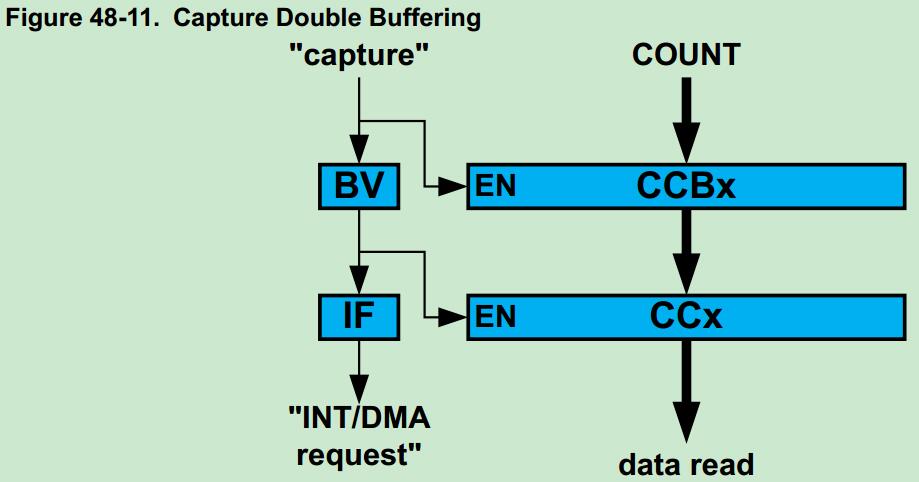 Figure 48-11. Capture Double Buffering
"capture"
COUNT
BV
EN
CCBx
IF
EN
CCx
"INT/DMA
request"
data read